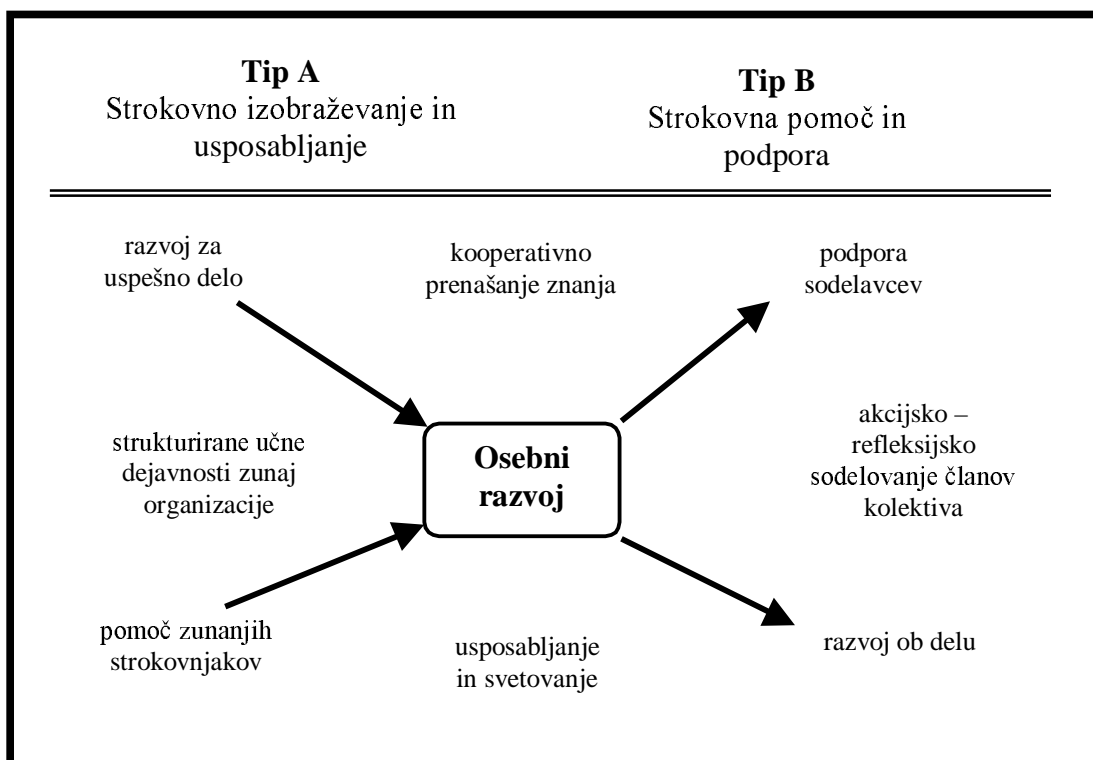 Tip A
Strokovno izobraževanje in
usposabljanje
Tip B
Strokovna pomoč in
podpora
razvoj za
uspešno delo
kooperativno
prenašanje znanja
podpora
sodelavcev
strukturirane učne
dejavnosti zunaj
organizacije
Osebni
razvoj
akcijsko –
refleksijsko
sodelovanje članov
kolektiva
pomoč zunanjih
strokovnjakov
usposabljanje
in svetovanje
razvoj ob delu